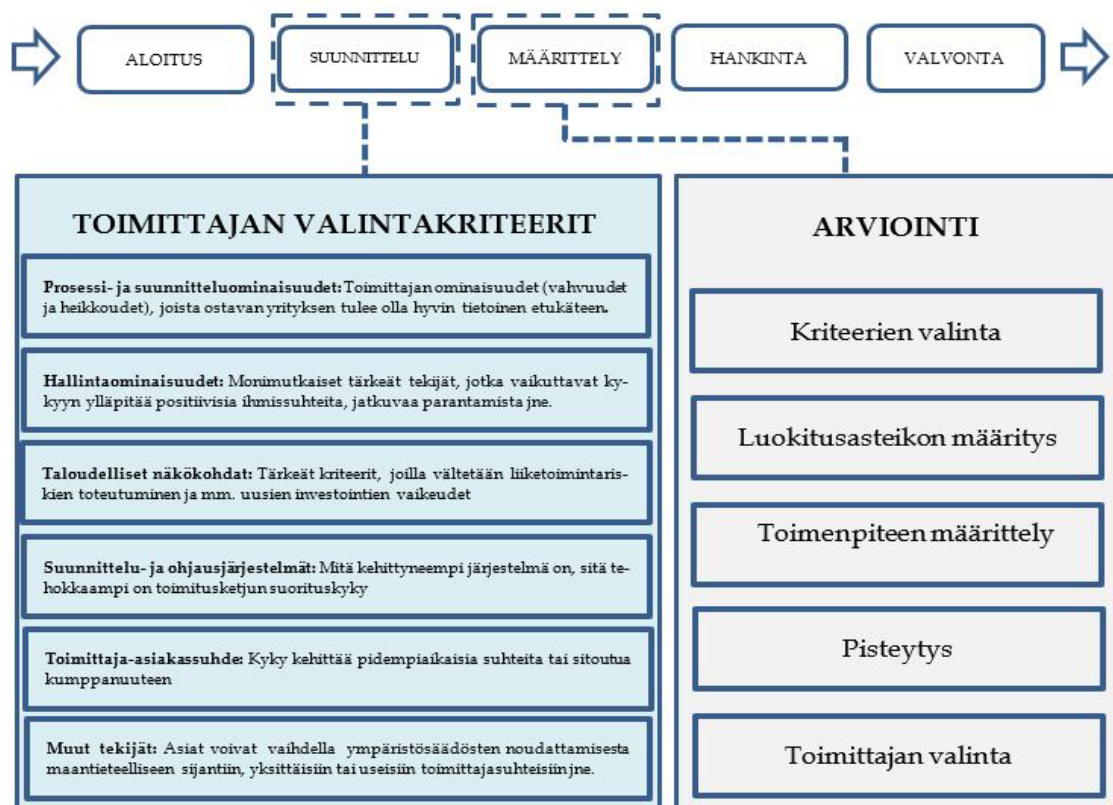 ALOITUS
SUUNNITTELU
MÄÄRITTELY
HANKINTA
VALVONTA
TOIMITTAJAN VALINTAKRITEERIT
Prosessi- ja suunnitteluominaisuudet: Toimittajan ominaisuudet (vahvuudet
ja heikkoudet), joista ostavan yrityksen tulee olla hyvin tietoinen etukäteen.
Hallintaominaisuudet: Monimutkaiset tärkeät tekijät, jotka vaikuttavat ky-
kyyn ylläpitää positiivisia ihmissuhteita, jatkuvaa parantamista jne.
Taloudelliset näkökohdat: Tärkeät kriteerit, joilla vältetään liiketoimintaris-
kien toteutuminen ja mm. uusien investointien vaikeudet
Suunnittelu- ja ohjausjärjestelmät: Mitä kehittyneempi järjestelmä on, sitä te-
hokkaampi on toimitusketjun suorituskyky
Toimittaja-asiakassuhde: Kyky kehittää pidempiaikaisia suhteita tai sitoutua
kumppanuuteen
Muut tekijät: Asiat voivat vaihdella ympäristösäädösten noudattamisesta
maantieteelliseen sijantiin, yksittäisiin tai useisiin toimittajasuhteisiin jne.
ARVIOINTI
Kriteerien valinta
Luokitusasteikon määritys
Toimenpiteen määrittely
Pisteytys
Toimittajan valinta